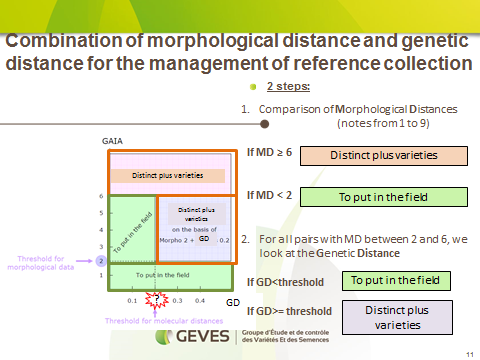 Combination of morphological distance and genetic
distance for the management of reference collection
2 steps:
1. Comparison of Morphological Distances
(notes from 1 to 9)
If MD ≥ 6
Distinct plus varieties
If MD < 2
To put in the field
2. For all pairs with MD between 2 and 6, we
look at the Genetic Distance
If GD<threshold
To put in the field
If GD>= threshold
Distinct plus
varieties
GAIA
Distinct plus varieties
6
5
4
3
2
1
To put in the field
Distinct plus
varieties
on the basis of
Morpho 2 + GD 0.2
Threshold for
morphological data
To put in the field
0.1
?
0.3
0.4
GD
Threshold for molecular distances
GEVES
Groupe d'Étude et de contrôle
des Variétés Et des Semences
11